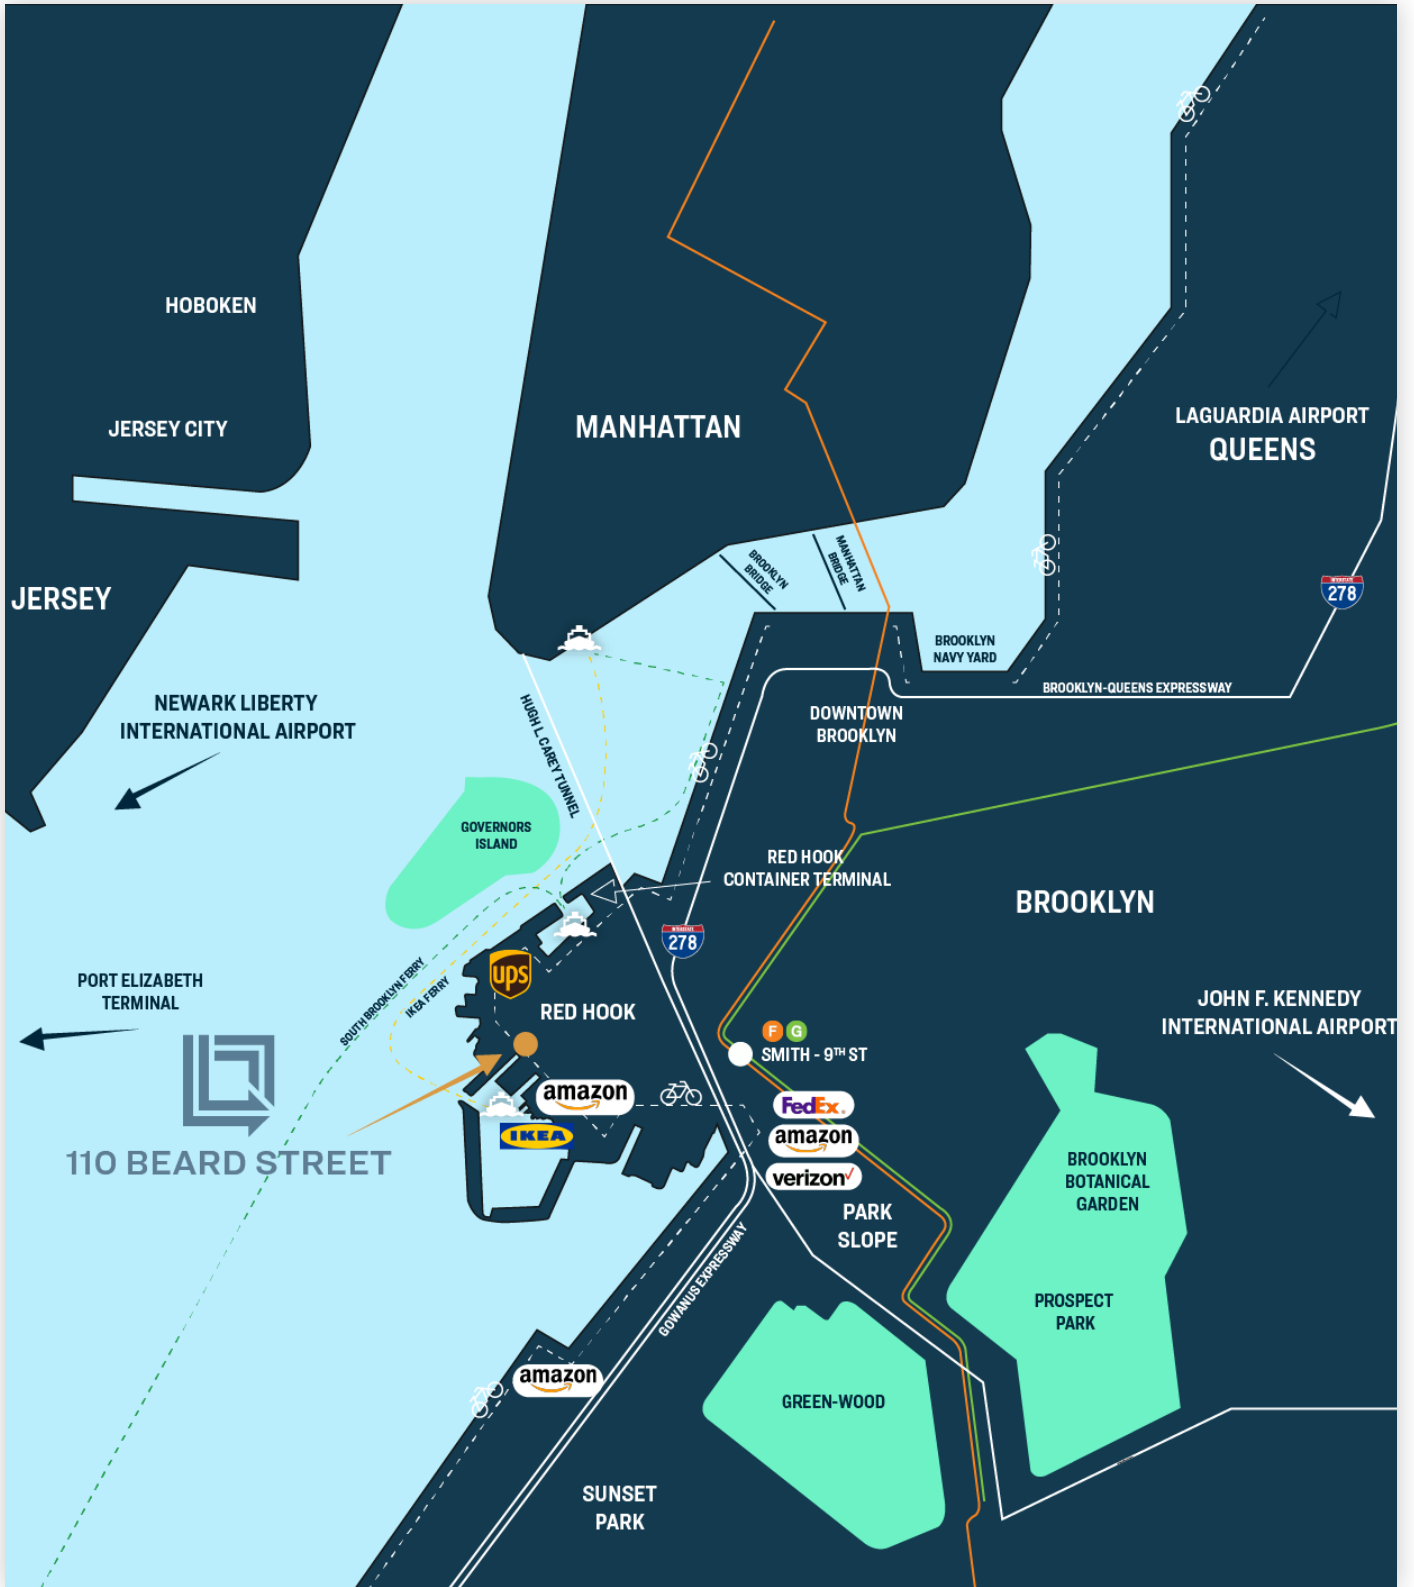 HOBOKEN
JERSEY CITY
MANHATTAN
LAGUARDIA AIRPORT
QUEENS
BROOKLYN
BRIDGE
MANHATTAN
BRIDGE
JERSEY
INTERSTATE
278
BROOKLYN
NAVY YARD
BROOKLYN-QUEENS EXPRESSWAY
NEWARK LIBERTY
INTERNATIONAL AIRPORT
HUGH L. CAREY TUNNEL
DOWNTOWN
BROOKLYN
GOVERNORS
ISLAND
RED HOOK
CONTAINER TERMINAL
BROOKLYN
INTERSTATE
278
PORT ELIZABETH
TERMINAL
SOUTH BROOKLYN FERRY
IKEA FERRY
ups
RED HOOK
JOHN F. KENNEDY
INTERNATIONAL AIRPORT
F G
SMITH - 9TH ST
amazon
FedEx.
IKEA
amazon
110 BEARD STREET
verizon
BROOKLYN
BOTANICAL
GARDEN
PARK
SLOPE
GOWANUS EXPRESSWAY
PROSPECT
PARK
amazon
GREEN-WOOD
SUNSET
PARK